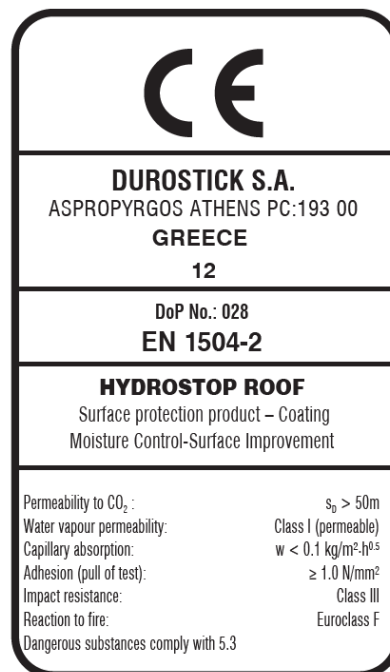 CE
DUROSTICK S.A.
ASPROPYRGOS ATHENS PC:193 00
GREECE
12
DoP No.: 028
EN 1504-2
HYDROSTOP ROOF
Surface protection product – Coating
Moisture Control-Surface Improvement
Permeability to CO₂ : s_D > 50m
Water vapour permeability: Class I (permeable)
Capillary absorption: w < 0.1 kg/m²·h⁰·⁵
Adhesion (pull of test): ≥ 1.0 N/mm²
Impact resistance: Class III
Reaction to fire: Euroclass F
Dangerous substances comply with 5.3